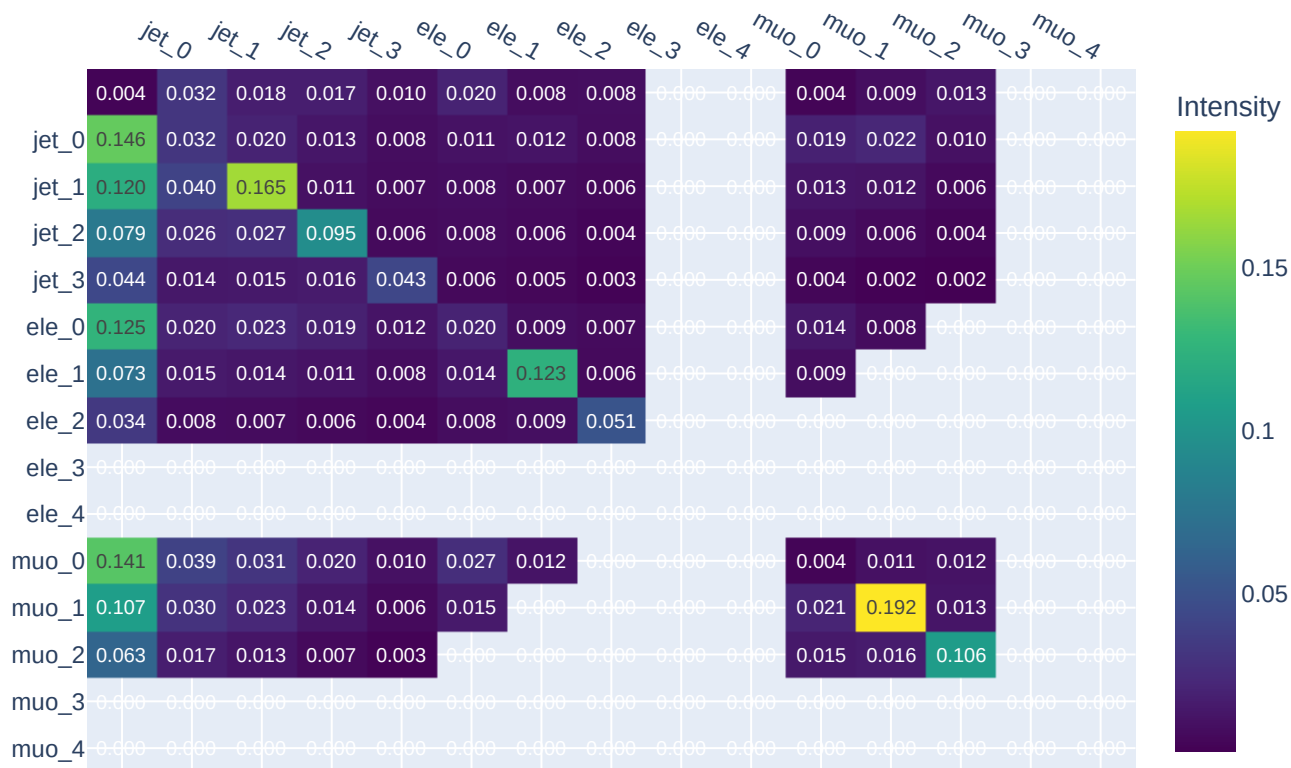 jet_0 jet_1 jet_2 jet_3 ele_0 ele_1 ele_2 ele_3 ele_4 muo_0 muo_1 muo_2 muo_3 muo_4
Intensity
0.004 0.032 0.018 0.017 0.010 0.020 0.008 0.008 0.000 0.000 0.004 0.009 0.013 0.000 0.000
jet_0 0.146 0.032 0.020 0.013 0.008 0.011 0.012 0.008 0.000 0.000 0.019 0.022 0.010 0.000 0.000
jet_1 0.120 0.040 0.165 0.011 0.007 0.008 0.007 0.006 0.000 0.000 0.013 0.012 0.006 0.000 0.000
jet_2 0.079 0.026 0.027 0.095 0.006 0.008 0.006 0.004 0.000 0.000 0.009 0.006 0.004 0.000 0.000
0.15
jet_3 0.044 0.014 0.015 0.016 0.043 0.006 0.005 0.003 0.000 0.000 0.004 0.002 0.002 0.000 0.000
ele_0 0.125 0.020 0.023 0.019 0.012 0.020 0.009 0.007 0.000 0.000 0.014 0.008 0.000 0.000 0.000
ele_1 0.073 0.015 0.014 0.011 0.008 0.014 0.123 0.006 0.000 0.000 0.009 0.000 0.000 0.000 0.000
ele_2 0.034 0.008 0.007 0.006 0.004 0.008 0.009 0.051 0.000 0.000 0.000 0.000 0.000 0.000 0.000
0.1
ele_3 0.000 0.000 0.000 0.000 0.000 0.000 0.000 0.000 0.000 0.000 0.000 0.000 0.000 0.000 0.000
ele_4 0.000 0.000 0.000 0.000 0.000 0.000 0.000 0.000 0.000 0.000 0.000 0.000 0.000 0.000 0.000
muo_0 0.141 0.039 0.031 0.020 0.010 0.027 0.012 0.000 0.000 0.000 0.004 0.011 0.012 0.000 0.000
0.05
muo_1 0.107 0.030 0.023 0.014 0.006 0.015 0.000 0.000 0.000 0.000 0.021 0.192 0.013 0.000 0.000
muo_2 0.063 0.017 0.013 0.007 0.003 0.000 0.000 0.000 0.000 0.000 0.015 0.016 0.106 0.000 0.000
muo_3 0.000 0.000 0.000 0.000 0.000 0.000 0.000 0.000 0.000 0.000 0.000 0.000 0.000 0.000 0.000
muo_4 0.000 0.000 0.000 0.000 0.000 0.000 0.000 0.000 0.000 0.000 0.000 0.000 0.000 0.000 0.000